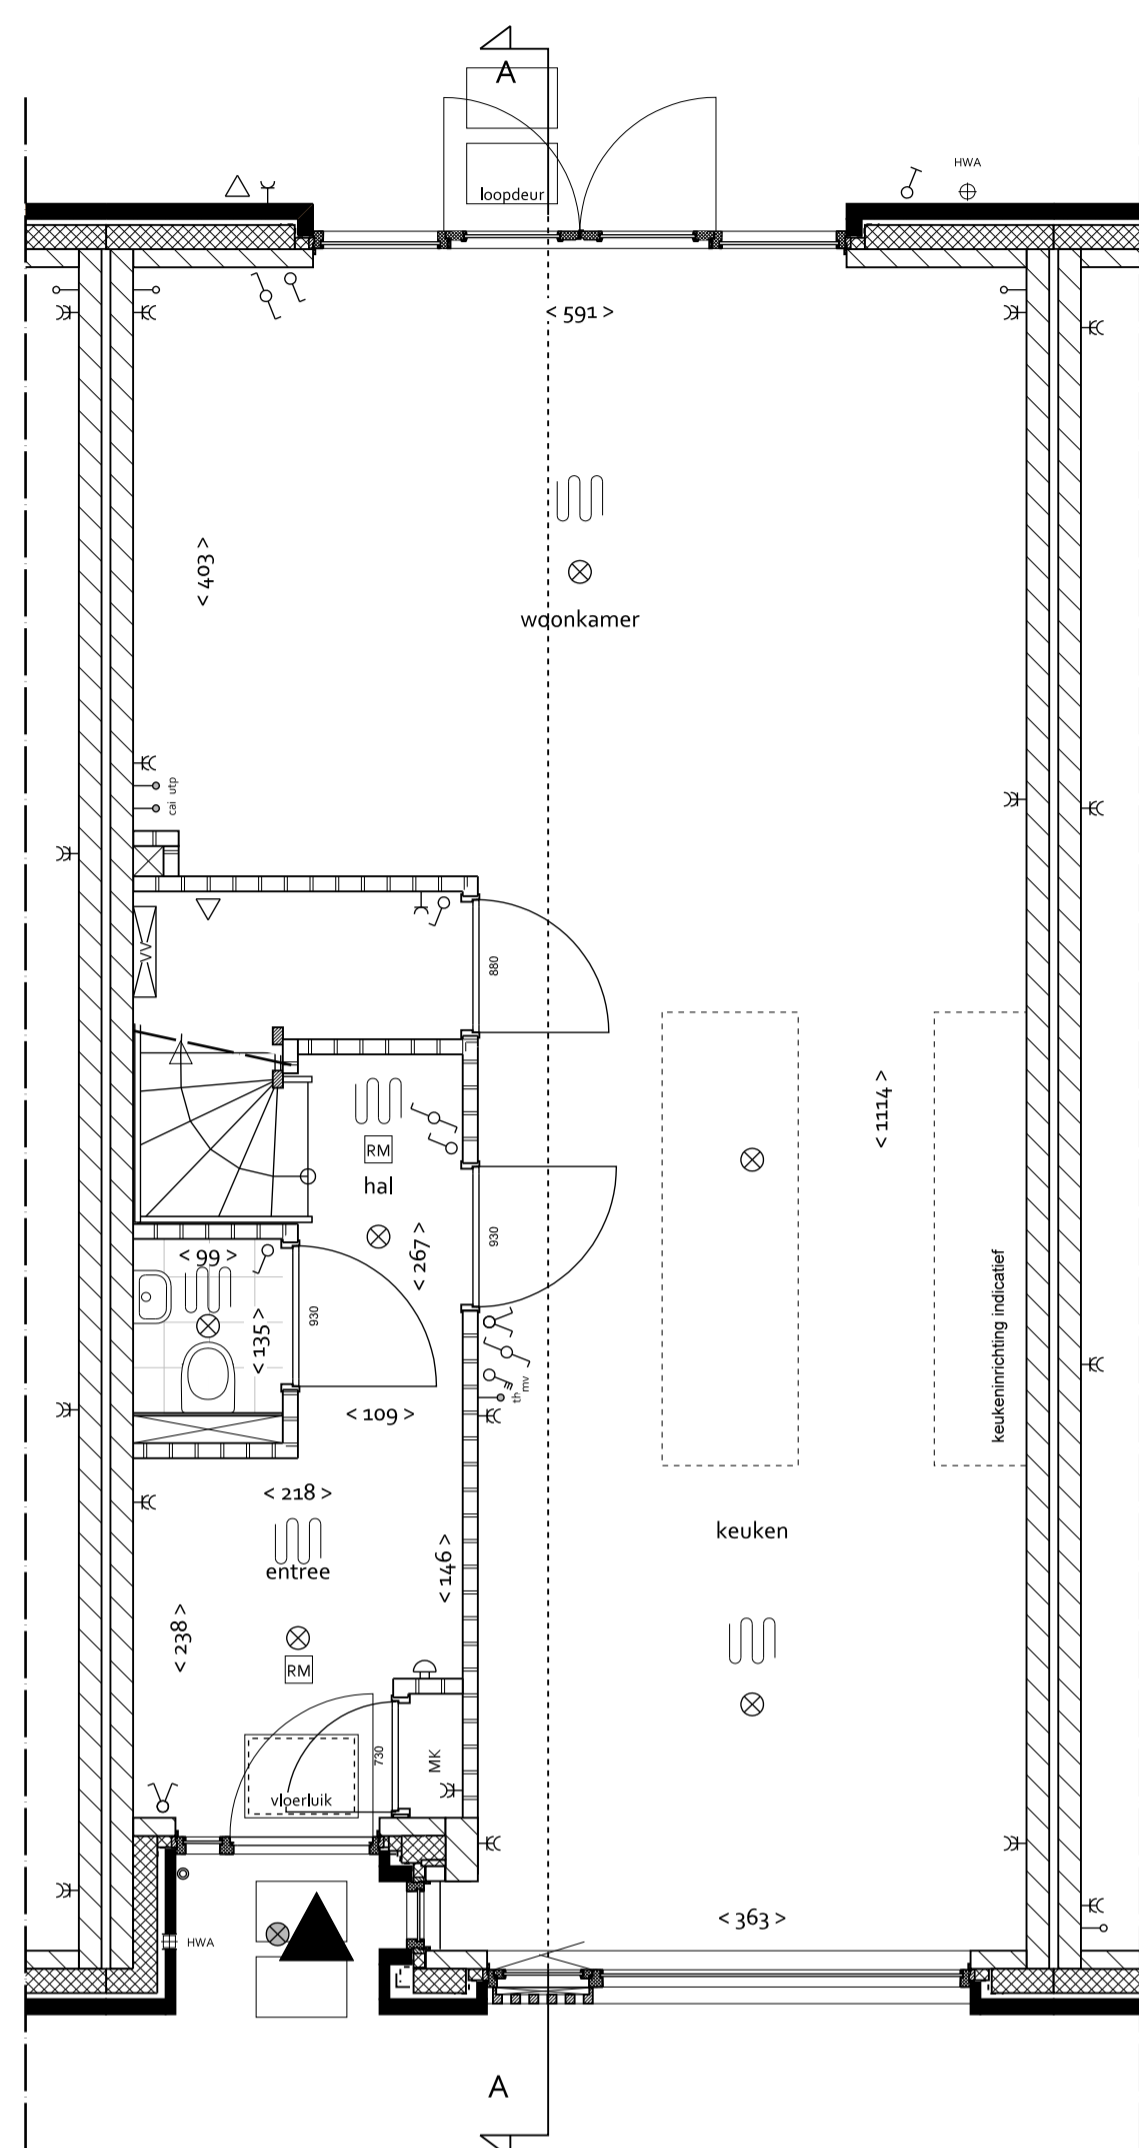 A
loopdeur
HWA
< 591 >
< 403 >
woonkamer
cai utp
VV
880
< 1114 >
RM
hal
< 267 >
930
< 99 >
< 135 >
930
keukeninrichting indicatief
th mv
< 109 >
< 218 >
entree
keuken
< 146 >
< 238 >
RM
730
MK
vloerluik
HWA
< 363 >
A